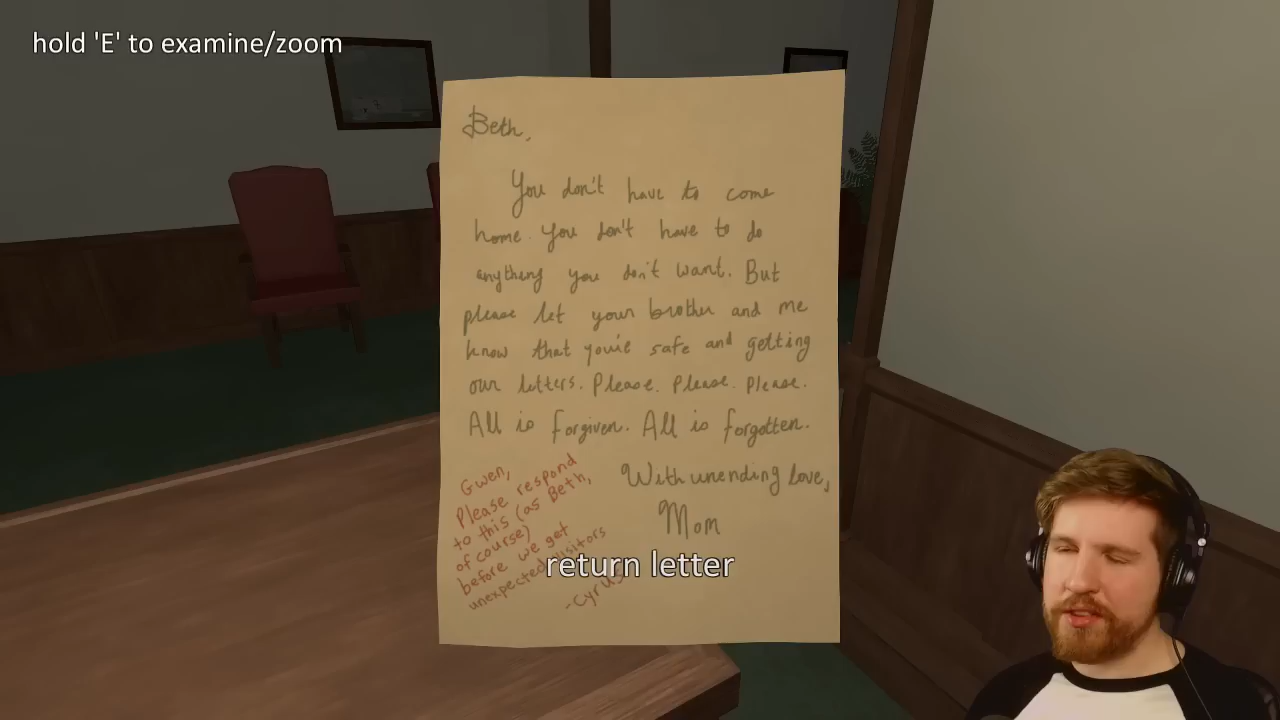 hold 'E' to examine/zoom
Beth,
You don't have to come
home. You don't have to do
anything you don't want. But
please let your brother and me
know that you're safe and getting
our letters. Please. Please. Please.
All is forgiven. All is forgotten.
With unending love,
Mom
Gwen,
Please respond
to this (as Beth,
of course)
before we get
unexpected visitors
-Cyrus
return letter